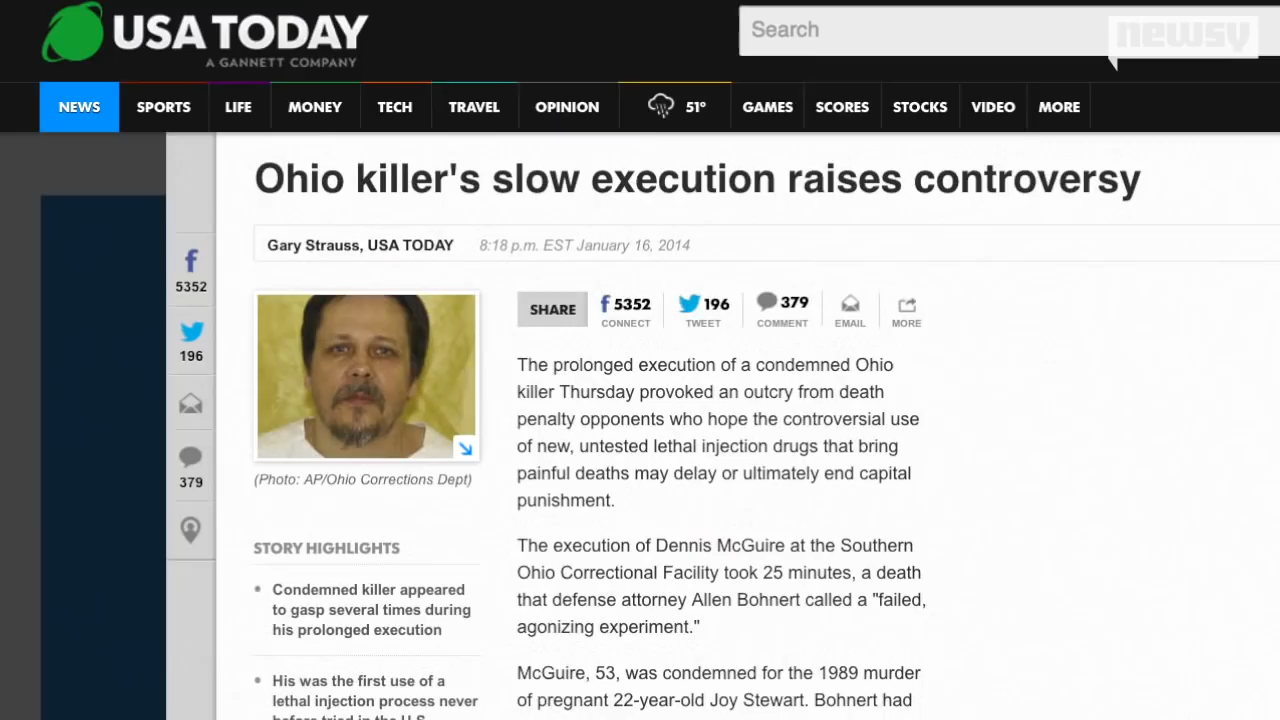 USA TODAY
A GANNETT COMPANY
Search
newsy
NEWS SPORTS LIFE MONEY TECH TRAVEL OPINION 51° GAMES SCORES STOCKS VIDEO MORE
Ohio killer's slow execution raises controversy
Gary Strauss, USA TODAY 8:18 p.m. EST January 16, 2014
f
5352
196
379
(Photo: AP/Ohio Corrections Dept)
STORY HIGHLIGHTS
Condemned killer appeared
to gasp several times during
his prolonged execution
His was the first use of a
lethal injection process never
before tried in the U.S.
SHARE f 5352 196 379
CONNECT TWEET COMMENT EMAIL MORE
The prolonged execution of a condemned Ohio
killer Thursday provoked an outcry from death
penalty opponents who hope the controversial use
of new, untested lethal injection drugs that bring
painful deaths may delay or ultimately end capital
punishment.
The execution of Dennis McGuire at the Southern
Ohio Correctional Facility took 25 minutes, a death
that defense attorney Allen Bohnert called a "failed,
agonizing experiment."
McGuire, 53, was condemned for the 1989 murder
of pregnant 22-year-old Joy Stewart. Bohnert had